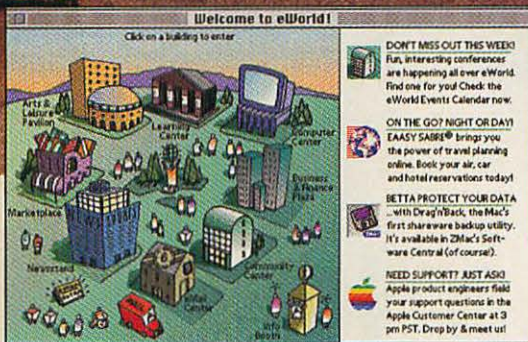 Welcome to eWorld!
Click on a building to enter
Arts &
Leisure
Pavilion
Learning
Center
Computer
Center
Business
& Finance
Plaza
Marketplace
Newsstand
Community
Center
eMail
Center
Info
Booth
DON'T MISS OUT THIS WEEK!
Fun, interesting conferences
are happening all over eWorld.
Find one for you! Check the
eWorld Events Calendar now.
ON THE GO? NIGHT OR DAY!
EAASY SABRE® brings you
the power of travel planning
online. Book your air, car
and hotel reservations today!
BETTA PROTECT YOUR DATA
...with Drag'n'Back, the Mac's
first shareware backup utility.
It's available in ZMac's Soft-
ware Central (of course!).
NEED SUPPORT? JUST ASK!
Apple product engineers field
your support questions in the
Apple Customer Center at 3
pm PST. Drop by & meet us!